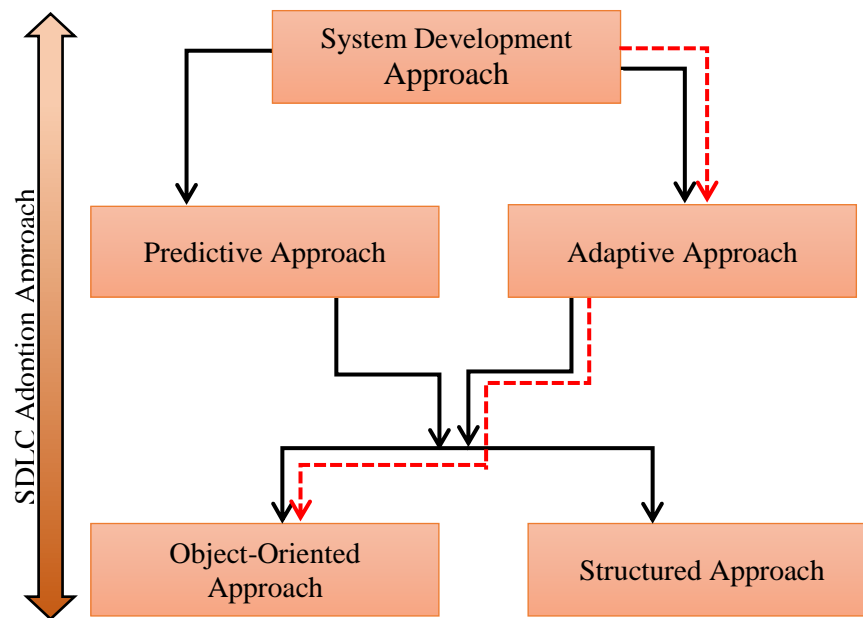 System Development
Approach
Predictive Approach
Adaptive Approach
SDLC Adoption Approach
Object-Oriented
Approach
Structured Approach